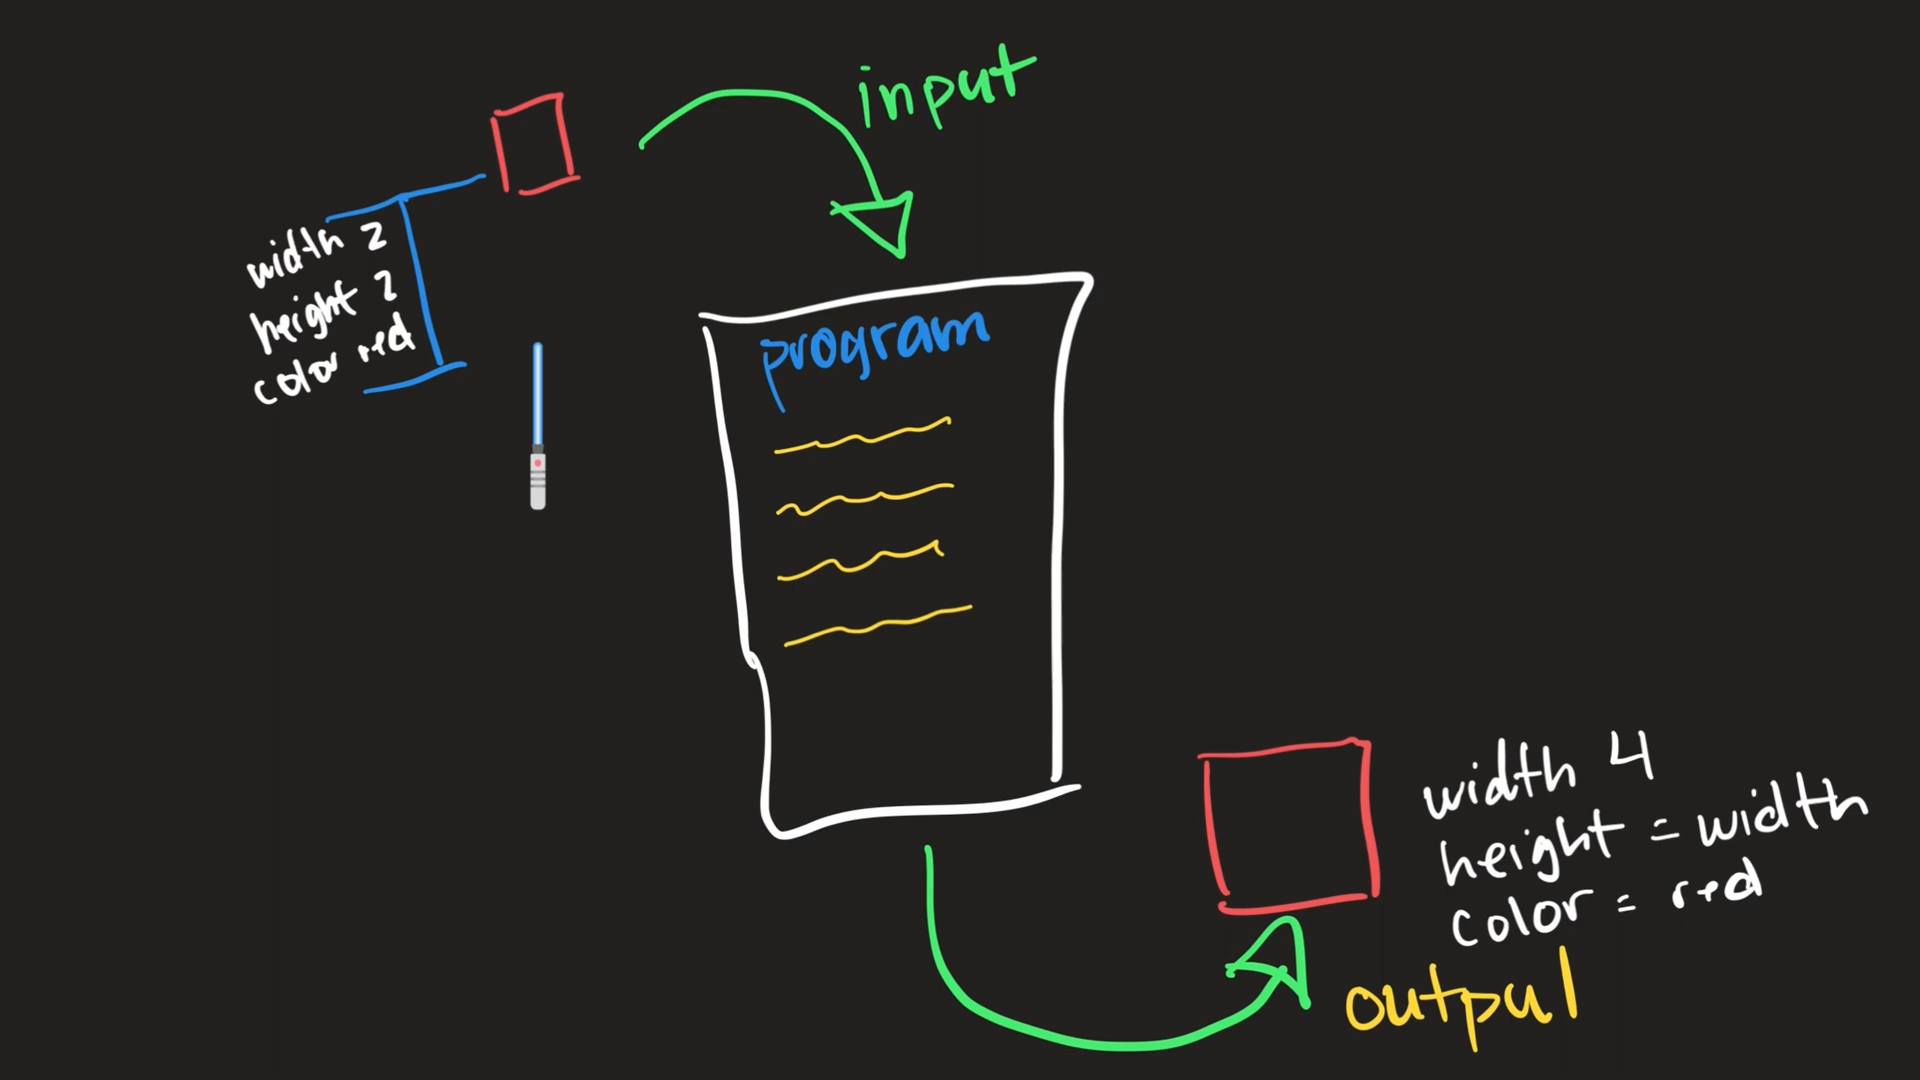 input
width 2
height 2
color red
program
width 4
height = width
color = red
outpul